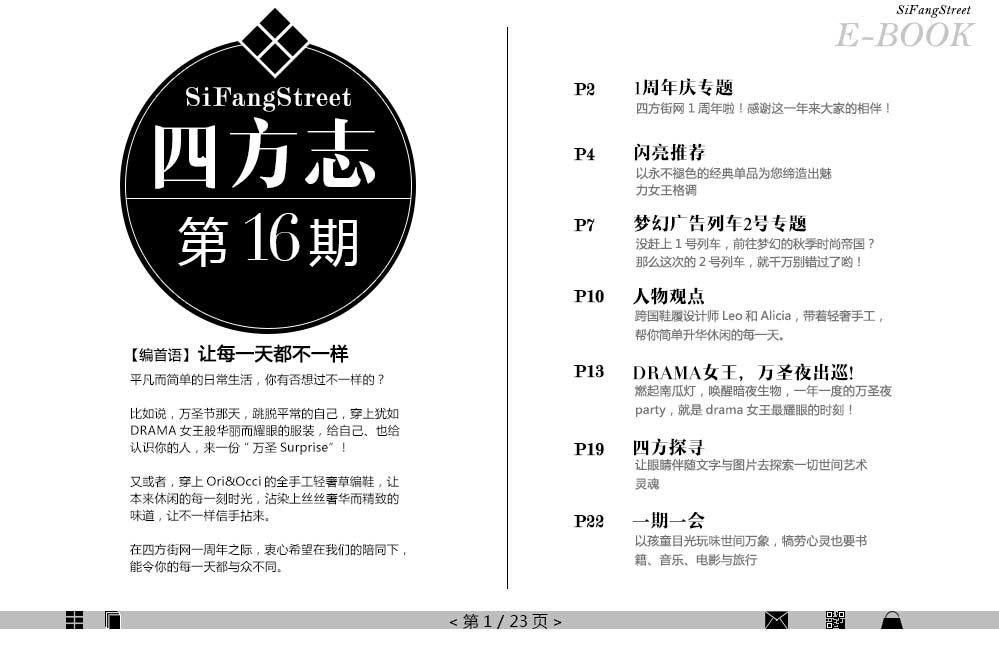 SiFangStreet
四方志
第16期
【编首语】让每一天都不一样
平凡而简单的日常生活，你有否想过不一样的？
比如说，万圣节那天，跳脱平常的自己，穿上犹如
DRAMA 女王般华丽而耀眼的服装，给自己、也给
认识你的人，来一份“ 万圣 Surprise”！
又或者，穿上 Ori&Occi 的全手工轻奢草编鞋，让
本来休闲的每一刻时光，沾染上丝丝奢华而精致的
味道，让不一样信手拈来。
在四方街网一周年之际，衷心希望在我们的陪同下，
能令你的每一天都与众不同。
SiFangStreet
E-BOOK
P2 1周年庆专题
四方街网 1 周年啦！感谢这一年来大家的相伴！
P4 闪亮推荐
以永不褪色的经典单品为您缔造出魅
力女王格调
P7 梦幻广告列车2号专题
没赶上 1 号列车，前往梦幻的秋季时尚帝国？
那么这次的 2 号列车，就千万别错过了哟！
P10 人物观点
跨国鞋履设计师 Leo 和 Alicia，带着轻奢手工，
帮你简单升华休闲的每一天。
P13 DRAMA女王，万圣夜出巡!
燃起南瓜灯，唤醒暗夜生物，一年一度的万圣夜
party，就是 drama 女王最耀眼的时刻！
P19 四方探寻
让眼睛伴随文字与图片去探索一切世间艺术
灵魂
P22 一期一会
以孩童目光玩味世间万象，犒劳心灵也要书
籍、音乐、电影与旅行
< 第 1 / 23 页 >